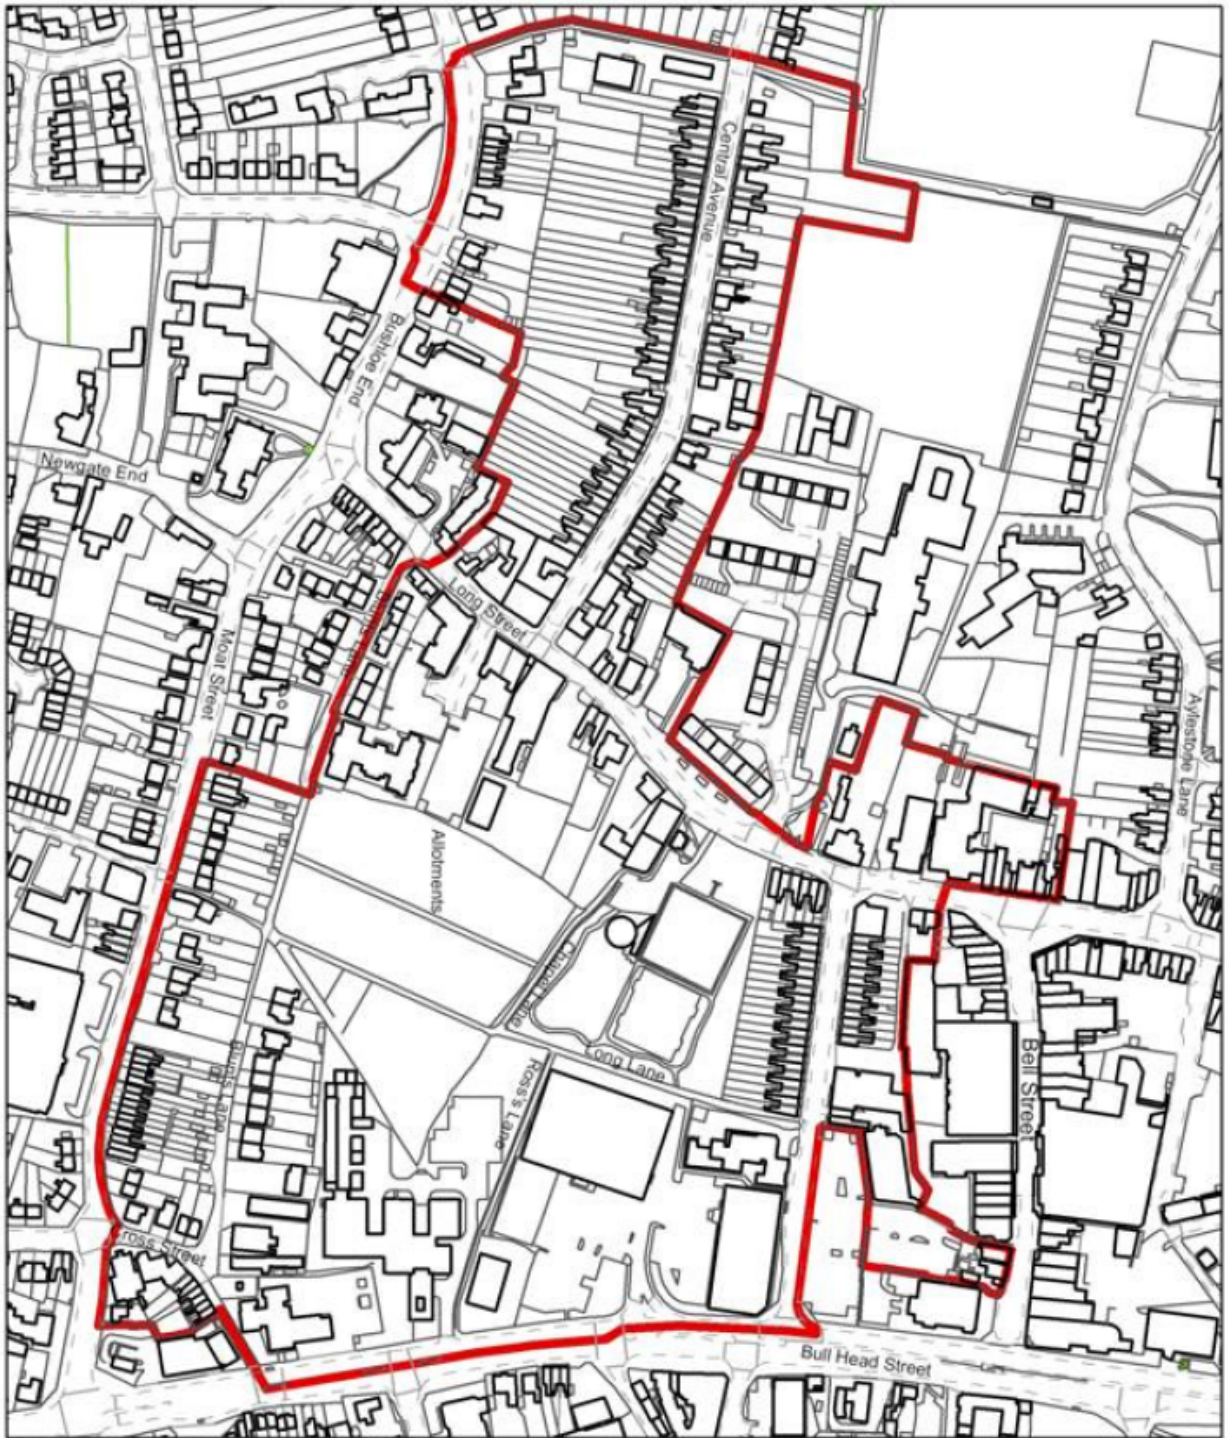 Central Avenue
Bushloe End
Newgate End
Long Street
Moat Street
Aylestone Lane
Allotments
Chapel Lane
Long Lane
Ross's Lane
Bell Street
Cross Street
Bull Head Street